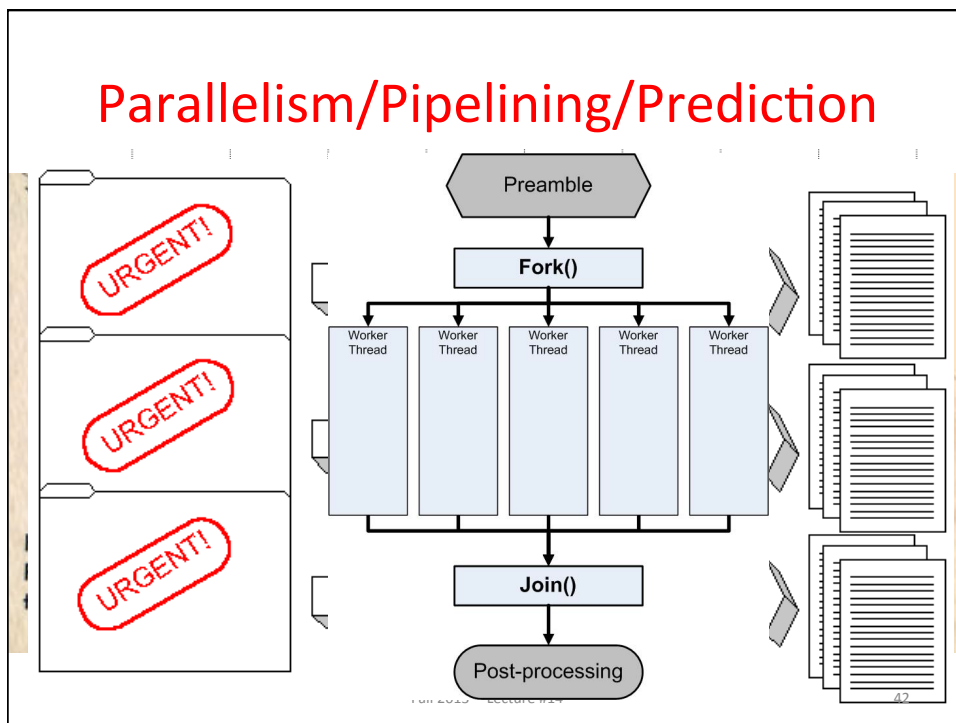 Parallelism/Pipelining/Prediction
URGENT!
URGENT!
URGENT!
Preamble
Fork()
Worker
Thread
Worker
Thread
Worker
Thread
Worker
Thread
Worker
Thread
Join()
Post-processing
42